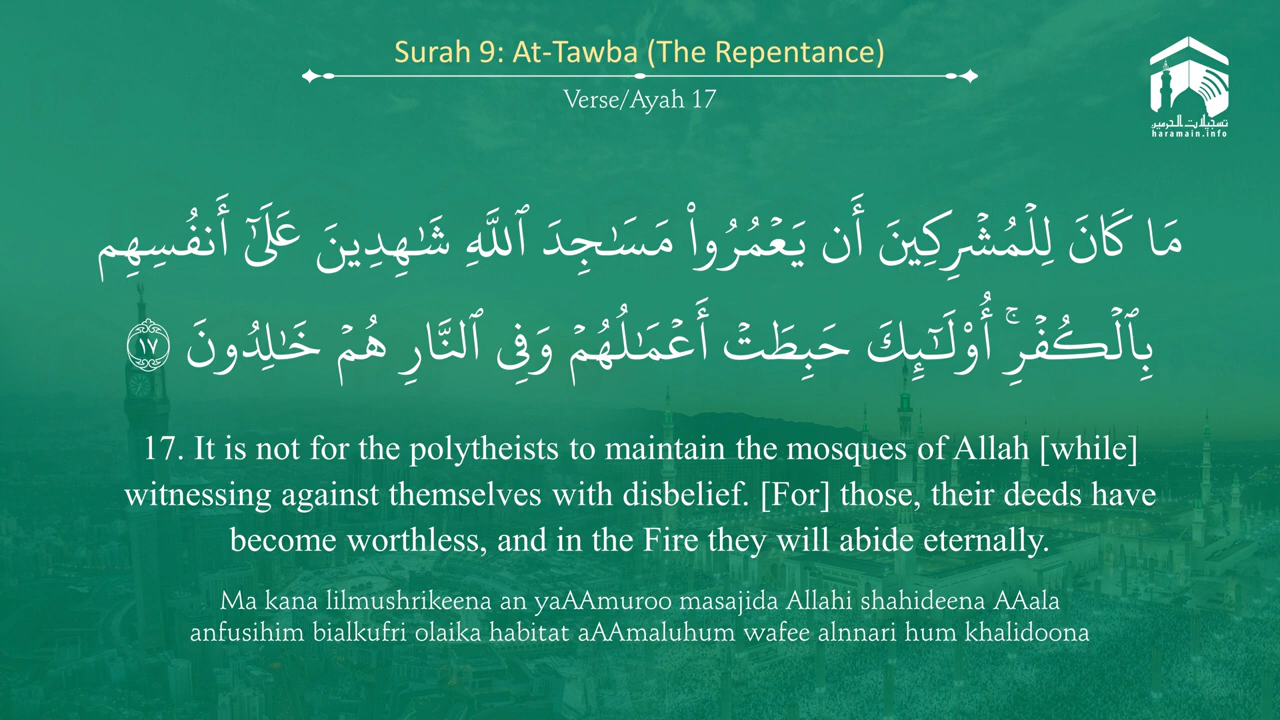 Surah 9: At-Tawba (The Repentance)
Verse/Ayah 17
تسجيلات الحرمين
haramain.info
مَا كَانَ لِلْمُشْرِكِينَ أَن يَعْمُرُوا۟ مَسَـٰجِدَ ٱللَّهِ شَـٰهِدِينَ عَلَىٰٓ أَنفُسِهِم
بِٱلْكُفْرِ ۚ أُو۟لَـٰٓئِكَ حَبِطَتْ أَعْمَـٰلُهُمْ وَفِى ٱلنَّارِ هُمْ خَـٰلِدُونَ ١٧
17. It is not for the polytheists to maintain the mosques of Allah [while]
witnessing against themselves with disbelief. [For] those, their deeds have
become worthless, and in the Fire they will abide eternally.
Ma kana lilmushrikeena an yaAAmuroo masajida Allahi shahideena AAala
anfusihim bialkufri olaika habitat aAAmaluhum wafee alnnari hum khalidoona